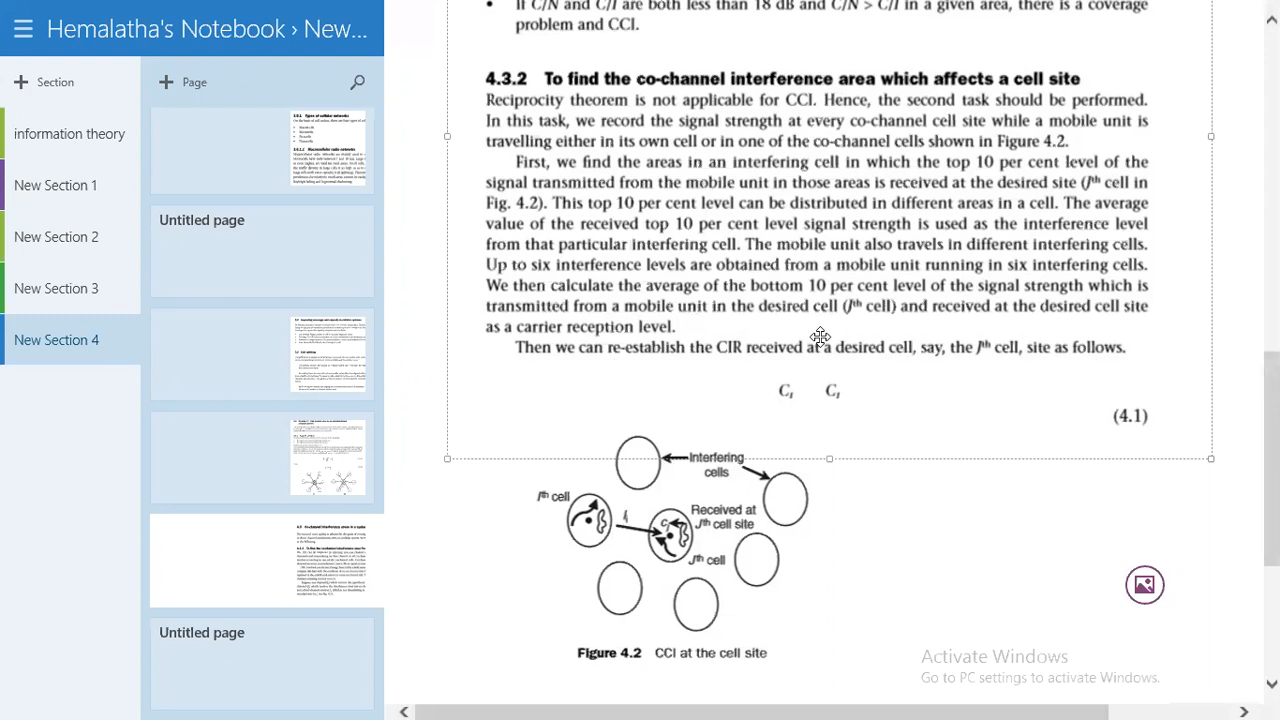 Hemalatha's Notebook › New...
Section
Page
information theory
New Section 1
New Section 2
New Section 3
New Section 4
Untitled page
Untitled page
• If C/N and C/I are both less than 18 dB and C/N > C/I in a given area, there is a coverage
problem and CCI.
4.3.2 To find the co-channel interference area which affects a cell site
Reciprocity theorem is not applicable for CCI. Hence, the second task should be performed.
In this task, we record the signal strength at every co-channel cell site while a mobile unit is
travelling either in its own cell or in one of the co-channel cells shown in Figure 4.2.
First, we find the areas in an interfering cell in which the top 10 per cent level of the
signal transmitted from the mobile unit in those areas is received at the desired site (Jth cell in
Fig. 4.2). This top 10 per cent level can be distributed in different areas in a cell. The average
value of the received top 10 per cent level signal strength is used as the interference level
from that particular interfering cell. The mobile unit also travels in different interfering cells.
Up to six interference levels are obtained from a mobile unit running in six interfering cells.
We then calculate the average of the bottom 10 per cent level of the signal strength which is
transmitted from a mobile unit in the desired cell (Jth cell) and received at the desired cell site
as a carrier reception level.
Then we can re-establish the CIR received at a desired cell, say, the Jth cell, site as follows.
(4.1)
Interfering
cells
Ith cell
Received at
Jth cell site
Jth cell
Figure 4.2 CCI at the cell site
Activate Windows
Go to PC settings to activate Windows.